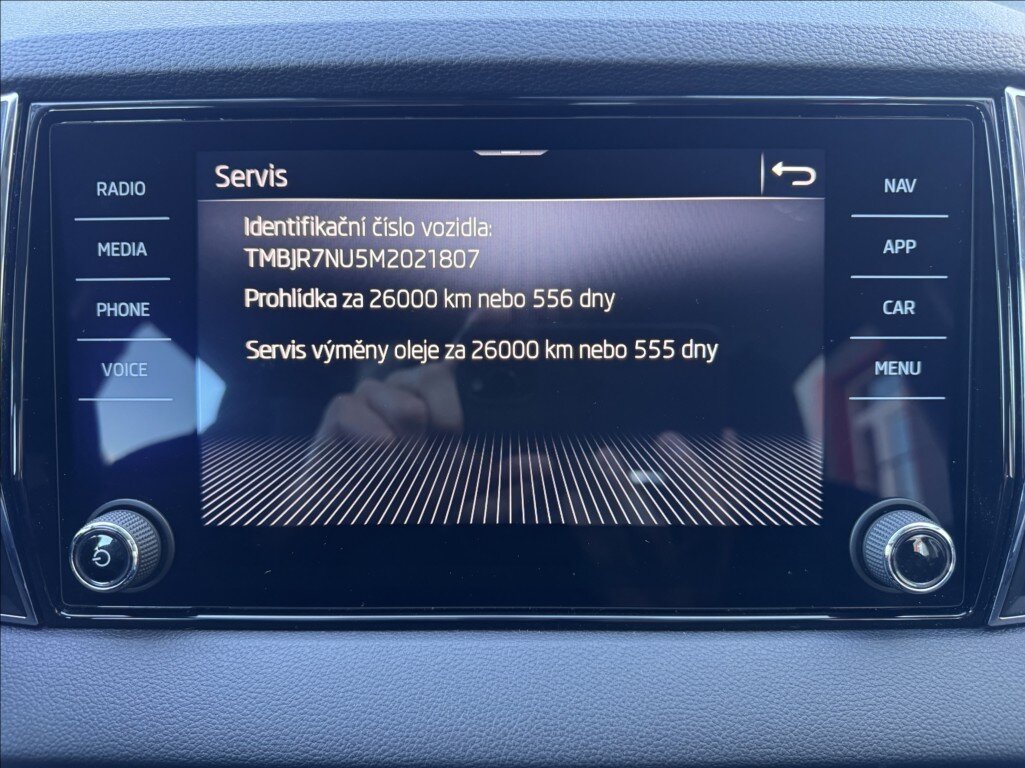 Servis
RADIO
MEDIA
PHONE
VOICE
Identifikační číslo vozidla:
TMBJR7NU5M2021807
Prohlídka za 26000 km nebo 556 dny
Servis výměny oleje za 26000 km nebo 555 dny
NAV
APP
CAR
MENU